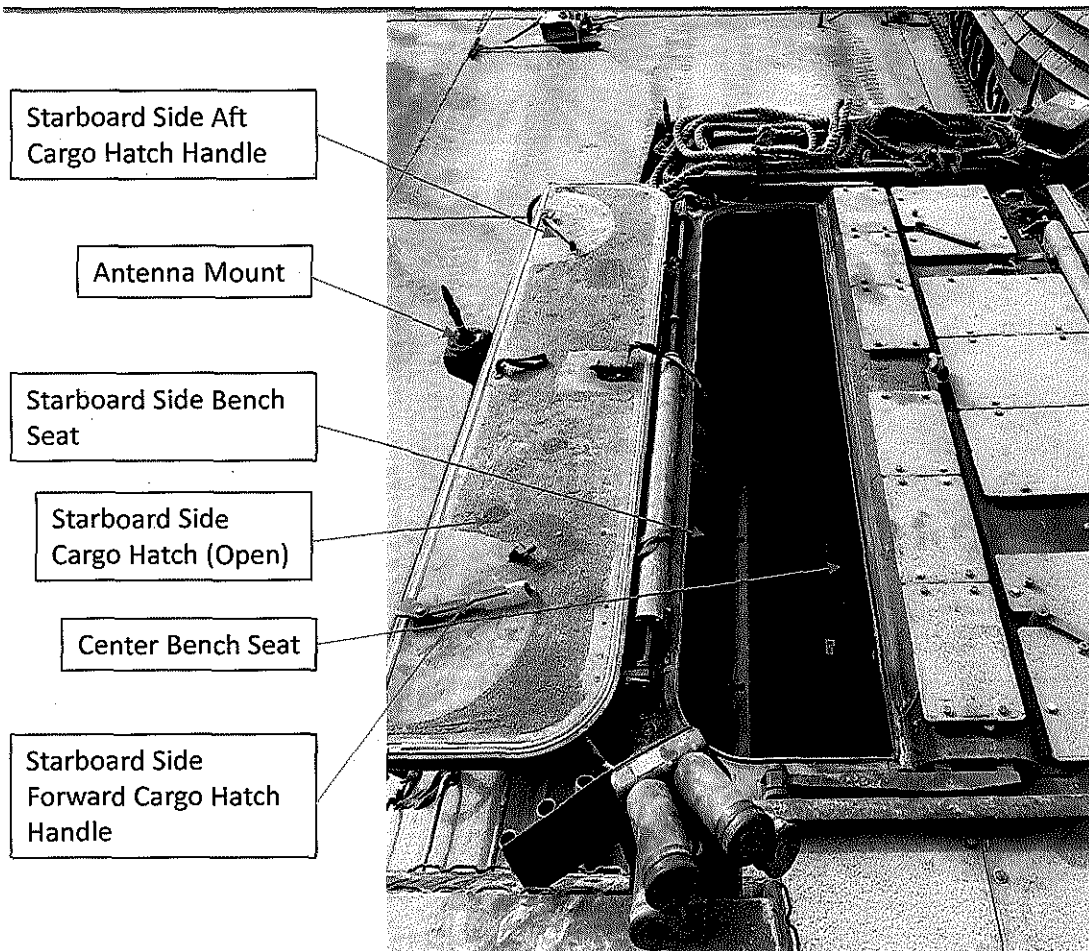 Starboard Side Aft
Cargo Hatch Handle
Antenna Mount
Starboard Side Bench
Seat
Starboard Side
Cargo Hatch (Open)
Center Bench Seat
Starboard Side
Forward Cargo Hatch
Handle